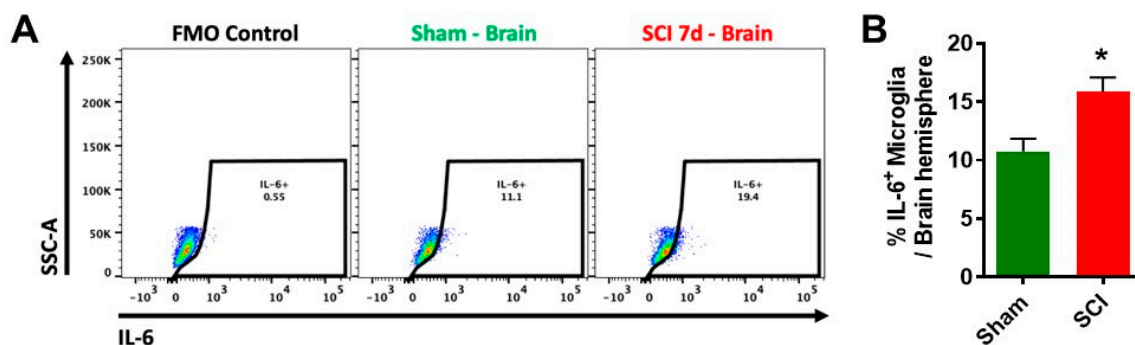 A
FMO Control
Sham - Brain
SCI 7d - Brain
SSC-A
250K
200K
150K
100K
50K
0
IL-6+
0.55
IL-6+
11.1
IL-6+
19.4
-10³ 0 10³ 10⁴ 10⁵
-10³ 0 10³ 10⁴ 10⁵
-10³ 0 10³ 10⁴ 10⁵
IL-6
B
% IL-6⁺ Microglia
/ Brain hemisphere
20
15
10
5
0
*
Sham
SCI